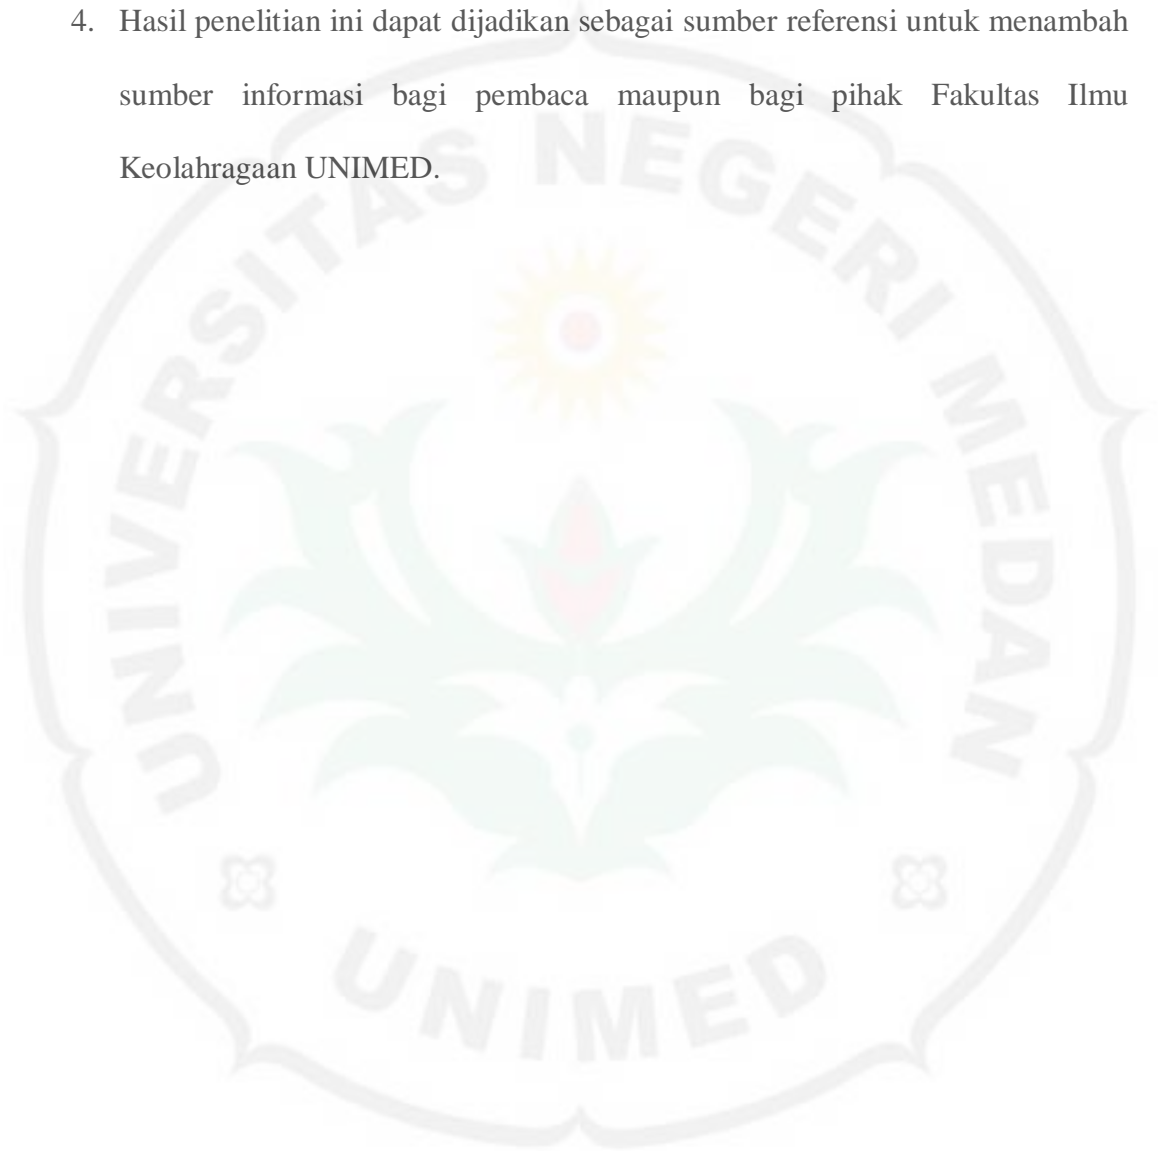 4. Hasil penelitian ini dapat dijadikan sebagai sumber referensi untuk menambah
sumber informasi bagi pembaca maupun bagi pihak Fakultas Ilmu
Keolahragaan UNIMED.
UNIVERSITAS NEGERI MEDAN
UNIMED